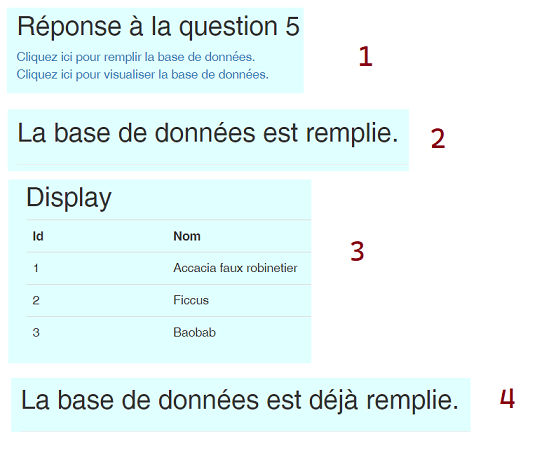 Réponse à la question 5
Cliquez ici pour remplir la base de données.
Cliquez ici pour visualiser la base de données.
1
La base de données est remplie.
2
Display
Id Nom
1 Accacia faux robinetier
2 Ficcus
3 Baobab
3
La base de données est déjà remplie.
4